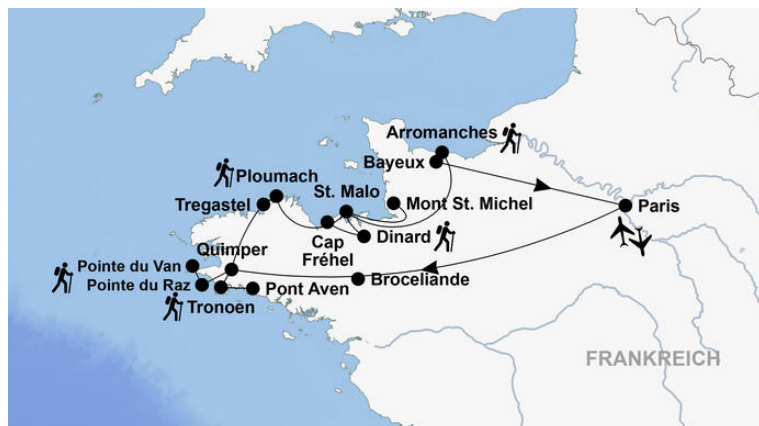 Arromanches
Bayeux
Ploumach
St. Malo
Mont St. Michel
Tregastel
Paris
Cap
Fréhel
Dinard
Quimper
Pointe du Van
Pointe du Raz
Pont Aven
Broceliande
Tronoen
FRANKREICH